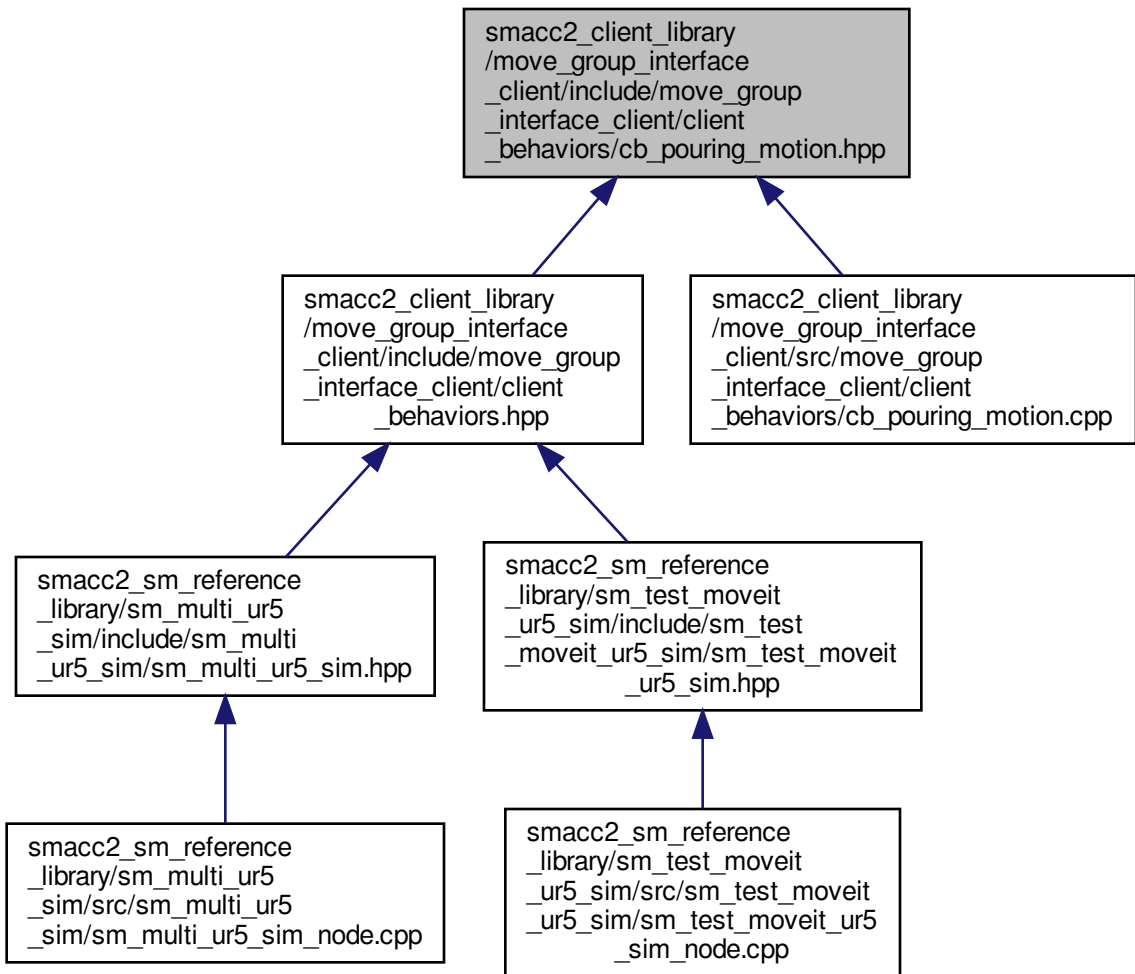 smacc2_client_library
/move_group_interface
_client/include/move_group
_interface_client/client
_behaviors/cb_pouring_motion.hpp
smacc2_client_library
/move_group_interface
_client/include/move_group
_interface_client/client
_behaviors.hpp
smacc2_client_library
/move_group_interface
_client/src/move_group
_interface_client/client
_behaviors/cb_pouring_motion.cpp
smacc2_sm_reference
_library/sm_multi_ur5
_sim/include/sm_multi
_ur5_sim/sm_multi_ur5_sim.hpp
smacc2_sm_reference
_library/sm_test_moveit
_ur5_sim/include/sm_test
_moveit_ur5_sim/sm_test_moveit
_ur5_sim.hpp
smacc2_sm_reference
_library/sm_multi_ur5
_sim/src/sm_multi_ur5
_sim/sm_multi_ur5_sim_node.cpp
smacc2_sm_reference
_library/sm_test_moveit
_ur5_sim/src/sm_test_moveit
_ur5_sim/sm_test_moveit_ur5
_sim_node.cpp